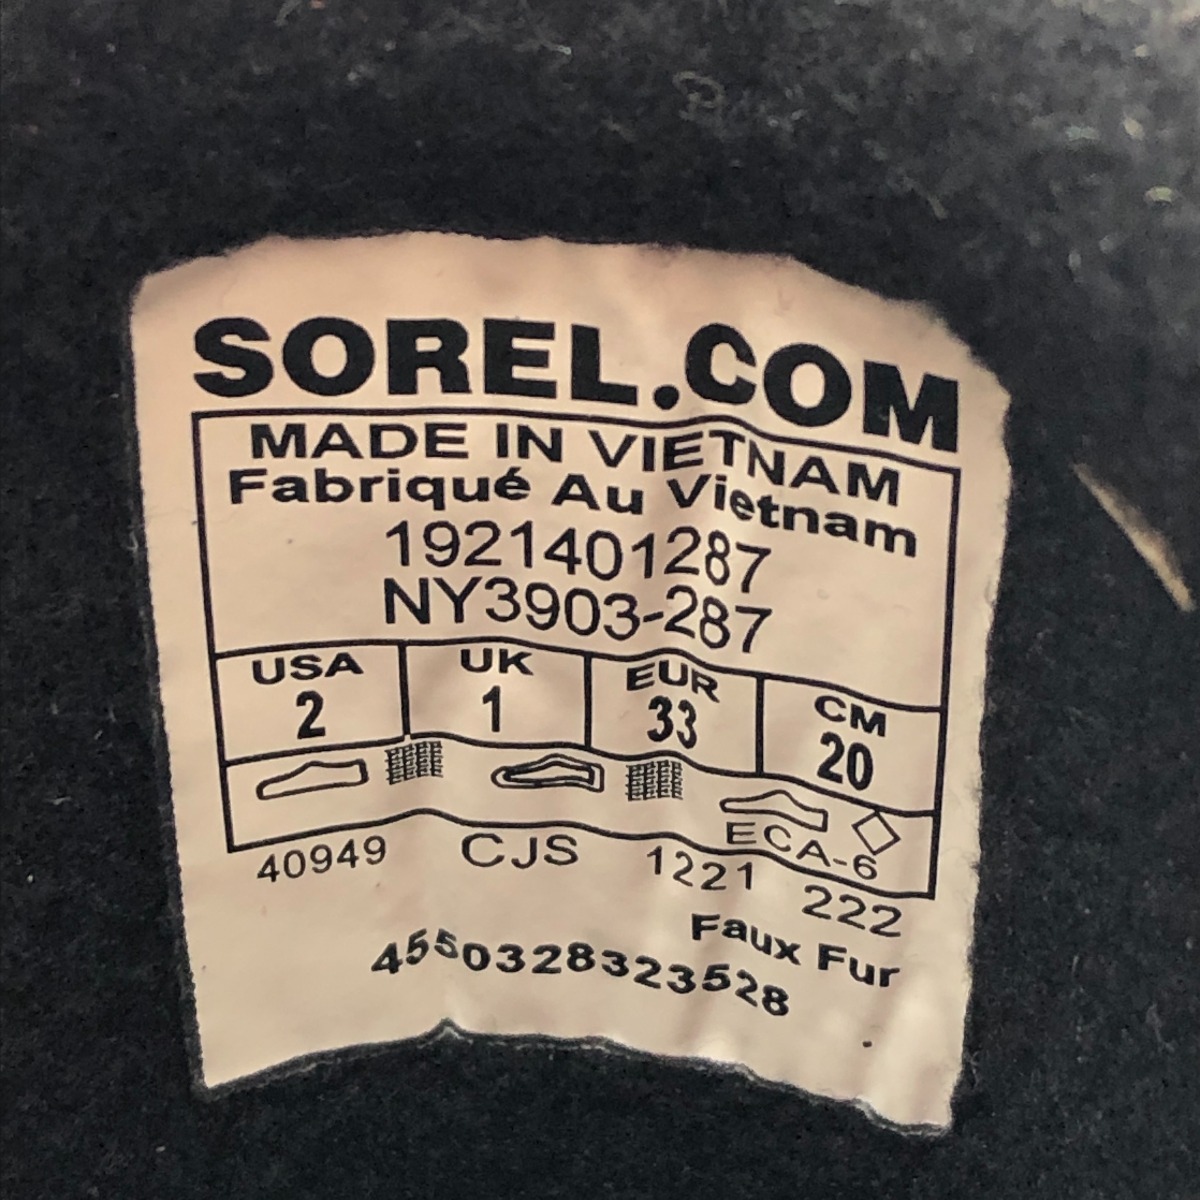 SOREL.COM
MADE IN VIETNAM
Fabriqué Au Vietnam
1921401287
NY3903-287
USA UK EUR CM
2 1 33 20
ECA-6
40949 CJS 1221 222
Faux Fur
4550328323528